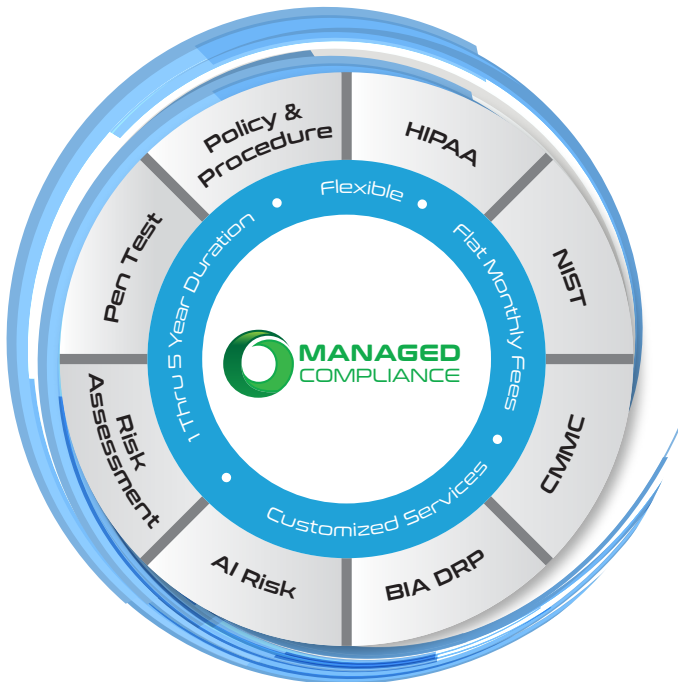 Policy &
Procedure
HIPAA
NIST
CMMC
BIA DRP
AI Risk
Risk
Assessment
Pen Test
Flexible
Flat Monthly Fees
Customized Services
1 Thru 5 Year Duration
MANAGED
COMPLIANCE